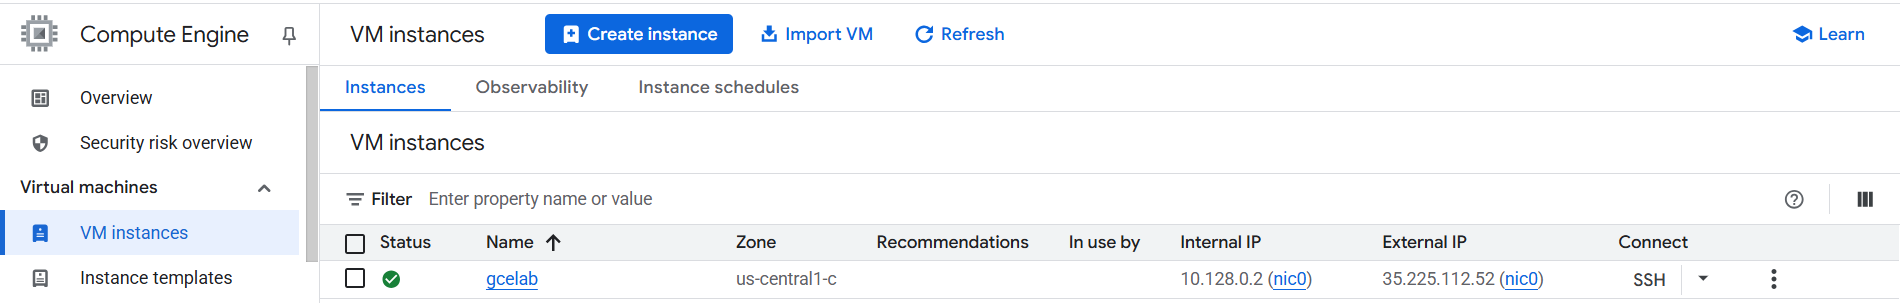 Compute Engine
Overview
Security risk overview
Virtual machines
VM instances
Instance templates
VM instances Create instance Import VM Refresh Learn
Instances Observability Instance schedules
VM instances
Filter Enter property name or value
Status Name Zone Recommendations In use by Internal IP External IP Connect
gcelab us-central1-c 10.128.0.2 (nic0) 35.225.112.52 (nic0) SSH